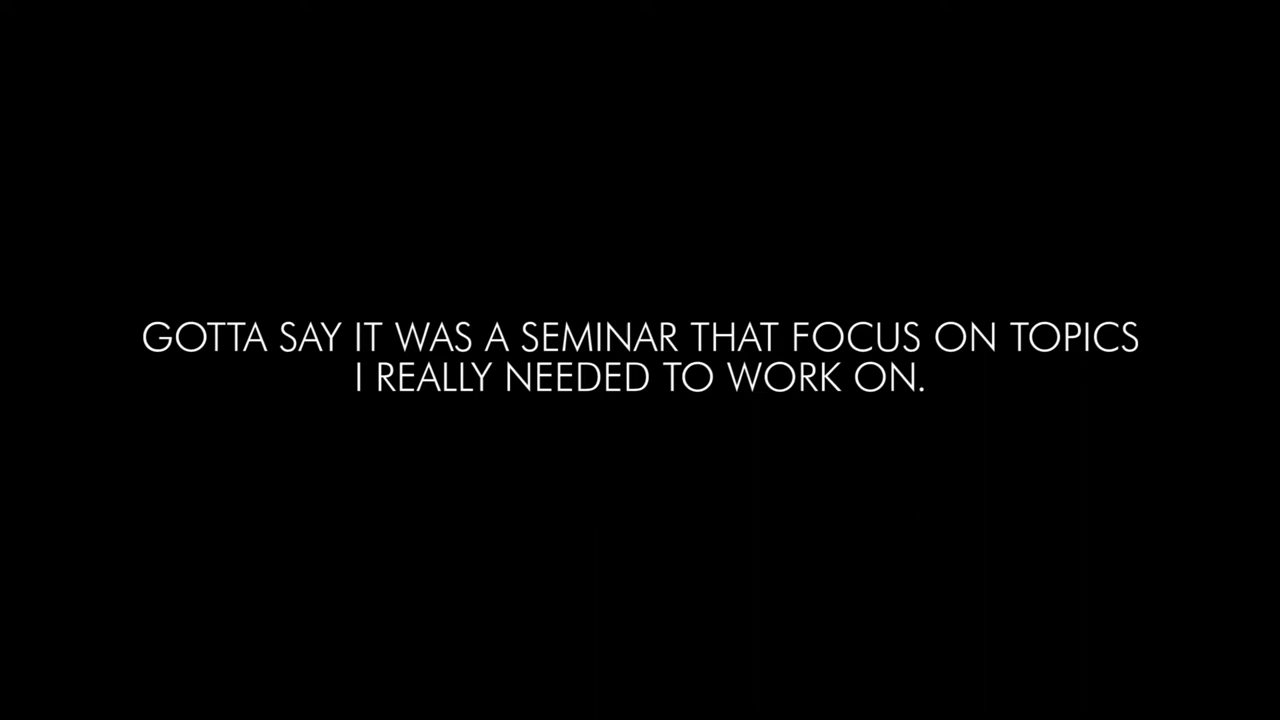 GOTTA SAY IT WAS A SEMINAR THAT FOCUS ON TOPICS
I REALLY NEEDED TO WORK ON.